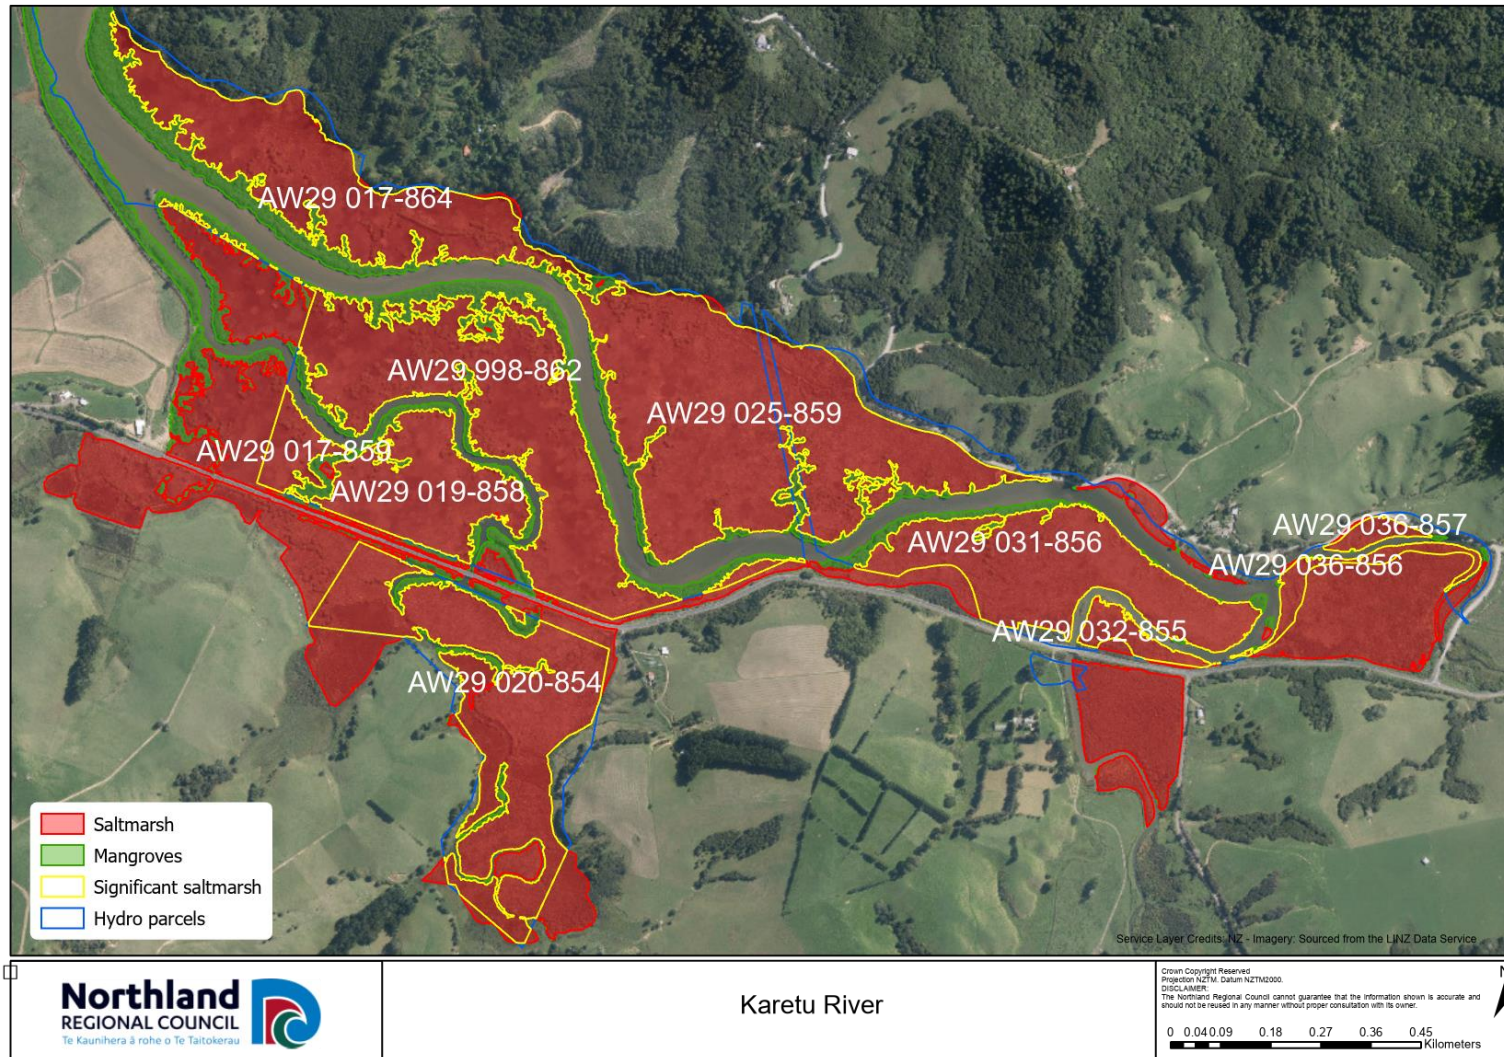 AW29 017-864
AW29 998-862
AW29 025-859
AW29 017-859
AW29 019-858
AW29 031-856
AW29 036-857
AW29 036-856
AW29 032-855
AW29 020-854
Saltmarsh
Mangroves
Significant saltmarsh
Hydro parcels
Service Layer Credits: NZ - Imagery: Sourced from the LINZ Data Service
Northland
REGIONAL COUNCIL
Te Kaunihera ā rohe o Te Taitokerau
Karetu River
Crown Copyright Reserved
Projection NZTM. Datum NZTM2000.
DISCLAIMER:
The Northland Regional Council cannot guarantee that the information shown is accurate and
should not be reused in any manner without proper consultation with its owner.
N
0 0.04 0.09 0.18 0.27 0.36 0.45
Kilometers